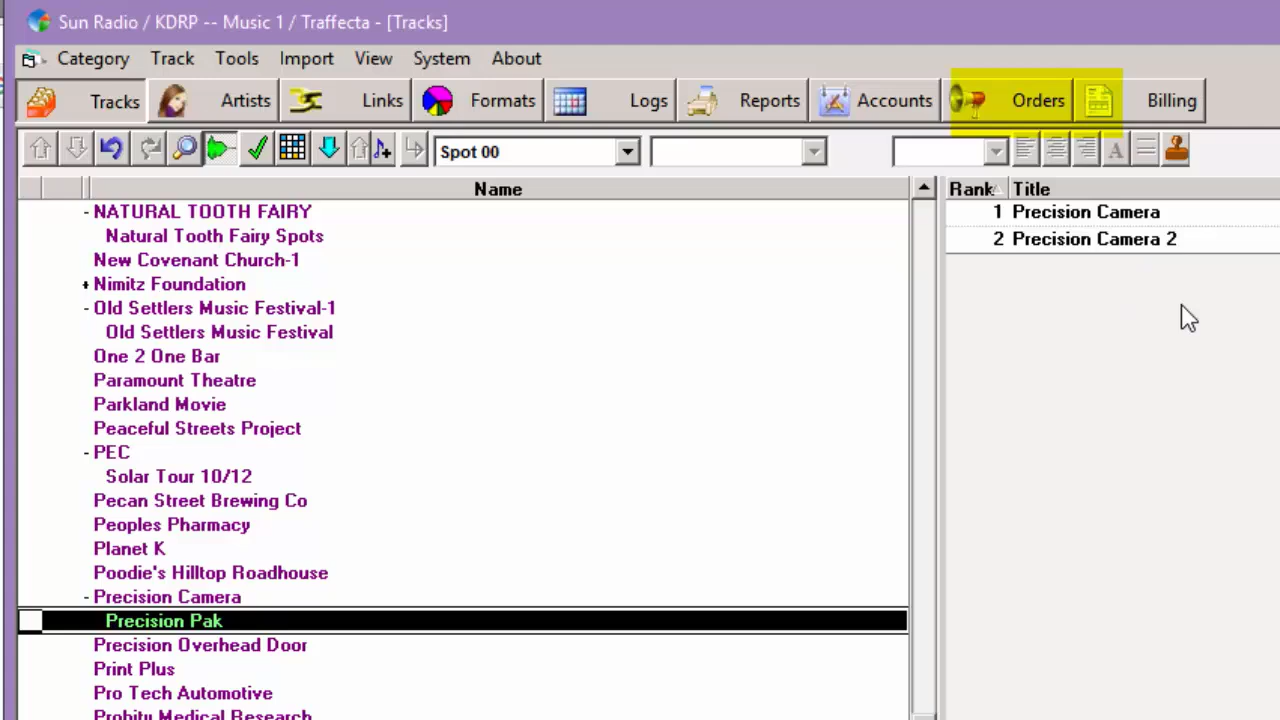 Sun Radio / KDRP -- Music 1 / Traffecta - [Tracks]
Category Track Tools Import View System About
Tracks Artists Links Formats Logs Reports Accounts Orders Billing
Spot 00 A
Name
Rank Title
- NATURAL TOOTH FAIRY
Natural Tooth Fairy Spots
New Covenant Church-1
+ Nimitz Foundation
- Old Settlers Music Festival-1
Old Settlers Music Festival
One 2 One Bar
Paramount Theatre
Parkland Movie
Peaceful Streets Project
- PEC
Solar Tour 10/12
Pecan Street Brewing Co
Peoples Pharmacy
Planet K
Poodie's Hilltop Roadhouse
- Precision Camera
Precision Pak
Precision Overhead Door
Print Plus
Pro Tech Automotive
Probity Medical Research
1 Precision Camera
2 Precision Camera 2